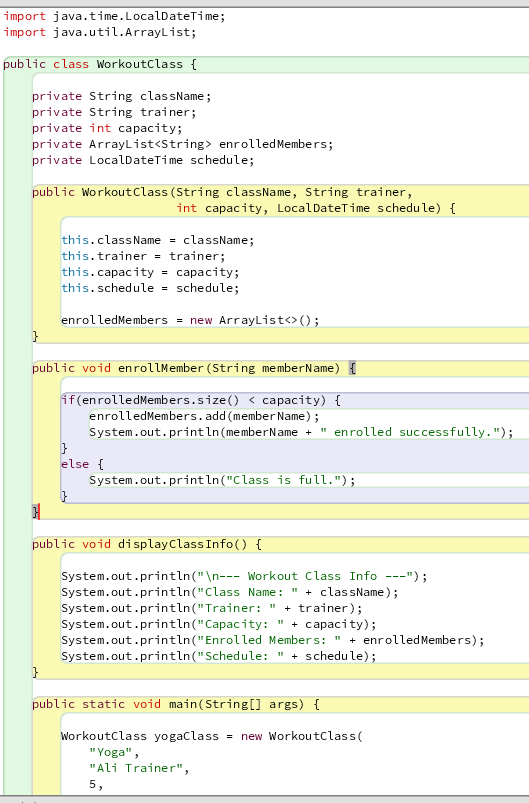 import java.time.LocalDateTime;
import java.util.ArrayList;
public class WorkoutClass {
private String className;
private String trainer;
private int capacity;
private ArrayList<String> enrolledMembers;
private LocalDateTime schedule;
public WorkoutClass(String className, String trainer,
int capacity, LocalDateTime schedule) {
this.className = className;
this.trainer = trainer;
this.capacity = capacity;
this.schedule = schedule;
enrolledMembers = new ArrayList<>();
}
public void enrollMember(String memberName) {
if(enrolledMembers.size() < capacity) {
enrolledMembers.add(memberName);
System.out.println(memberName + " enrolled successfully.");
}
else {
System.out.println("Class is full.");
}
}
public void displayClassInfo() {
System.out.println("\n--- Workout Class Info ---");
System.out.println("Class Name: " + className);
System.out.println("Trainer: " + trainer);
System.out.println("Capacity: " + capacity);
System.out.println("Enrolled Members: " + enrolledMembers);
System.out.println("Schedule: " + schedule);
}
public static void main(String[] args) {
WorkoutClass yogaClass = new WorkoutClass(
"Yoga",
"Ali Trainer",
5,